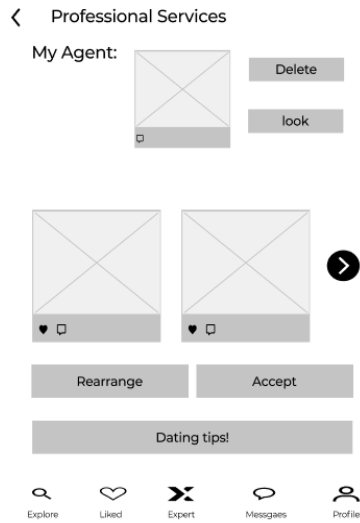 Professional Services
My Agent:
Delete
look
Rearrange
Accept
Dating tips!
Explore
Liked
Expert
Messgaes
Profile